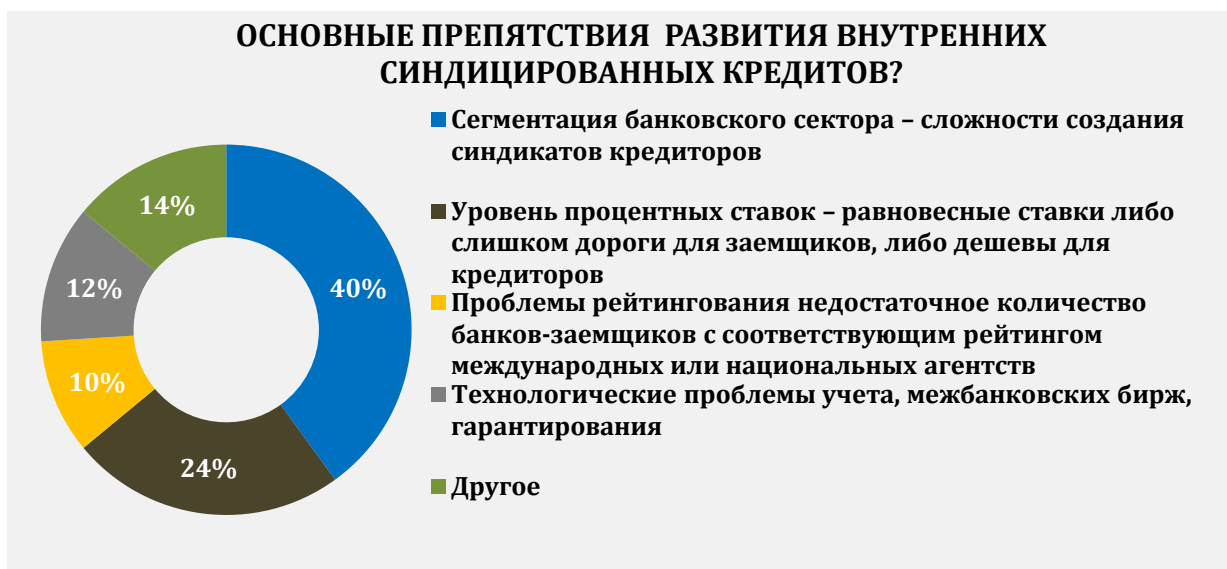 ОСНОВНЫЕ ПРЕПЯТСТВИЯ РАЗВИТИЯ ВНУТРЕННИХ
СИНДИЦИРОВАННЫХ КРЕДИТОВ?
Сегментация банковского сектора – сложности создания
синдикатов кредиторов
Уровень процентных ставок – равновесные ставки либо
слишком дороги для заемщиков, либо дешевы для
кредиторов
Проблемы рейтингования недостаточное количество
банков-заемщиков с соответствующим рейтингом
международных или национальных агентств
Технологические проблемы учета, межбанковских бирж,
гарантирования
Другое
14%
12%
40%
10%
24%